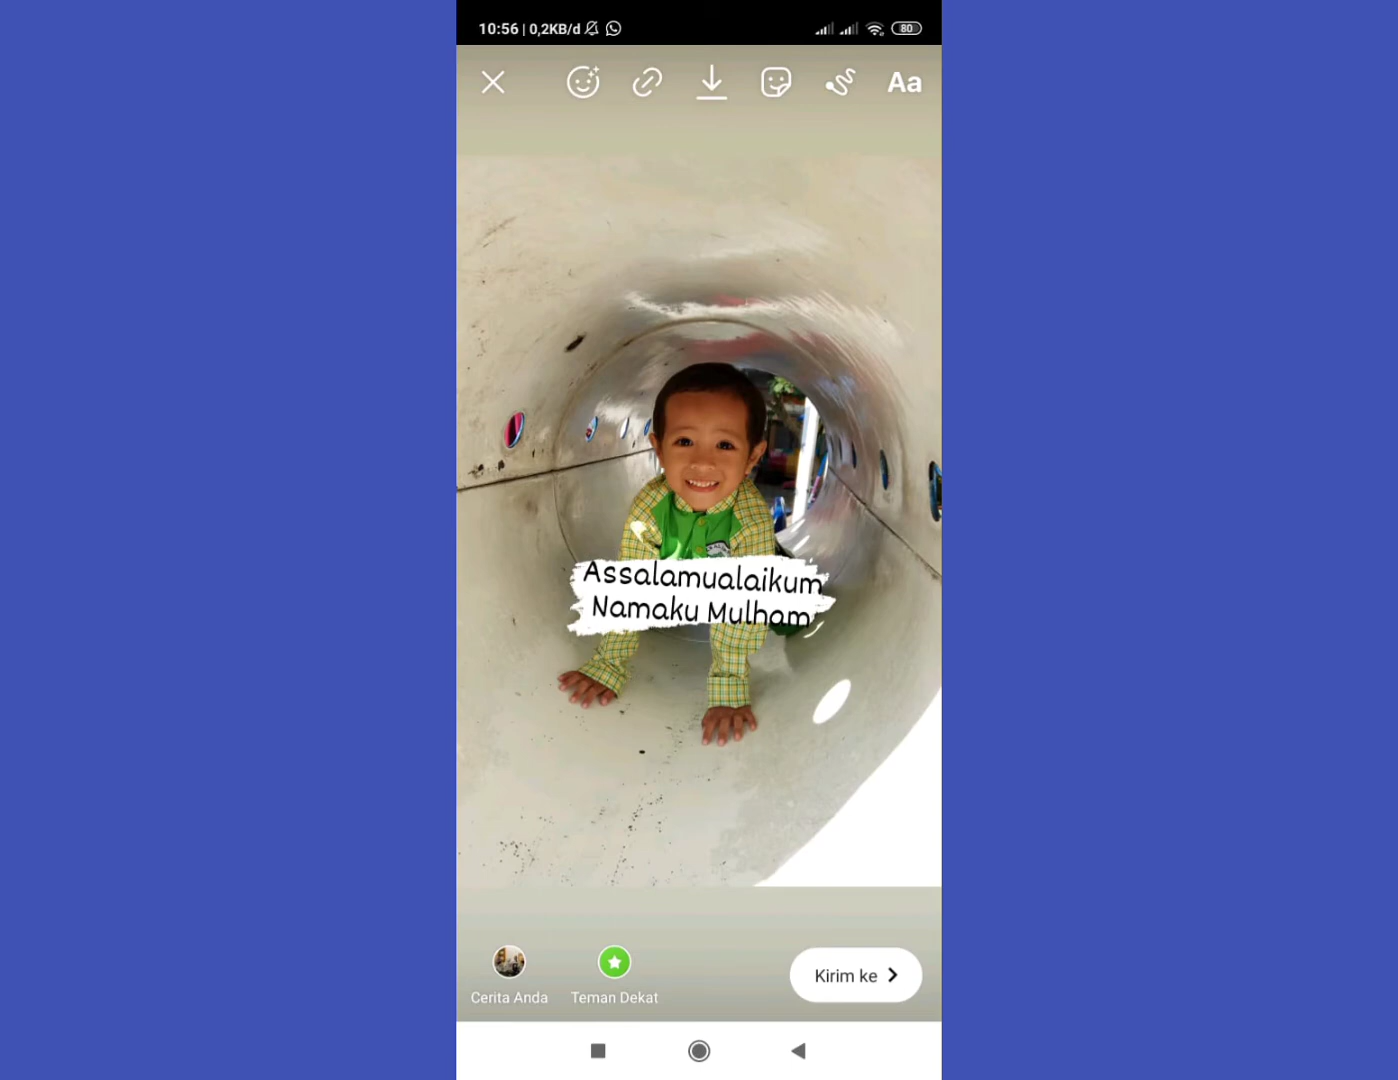 10:56 | 0,2KB/d
80
Aa
Assalamualaikum
Namaku Mulham
Cerita Anda
Teman Dekat
Kirim ke